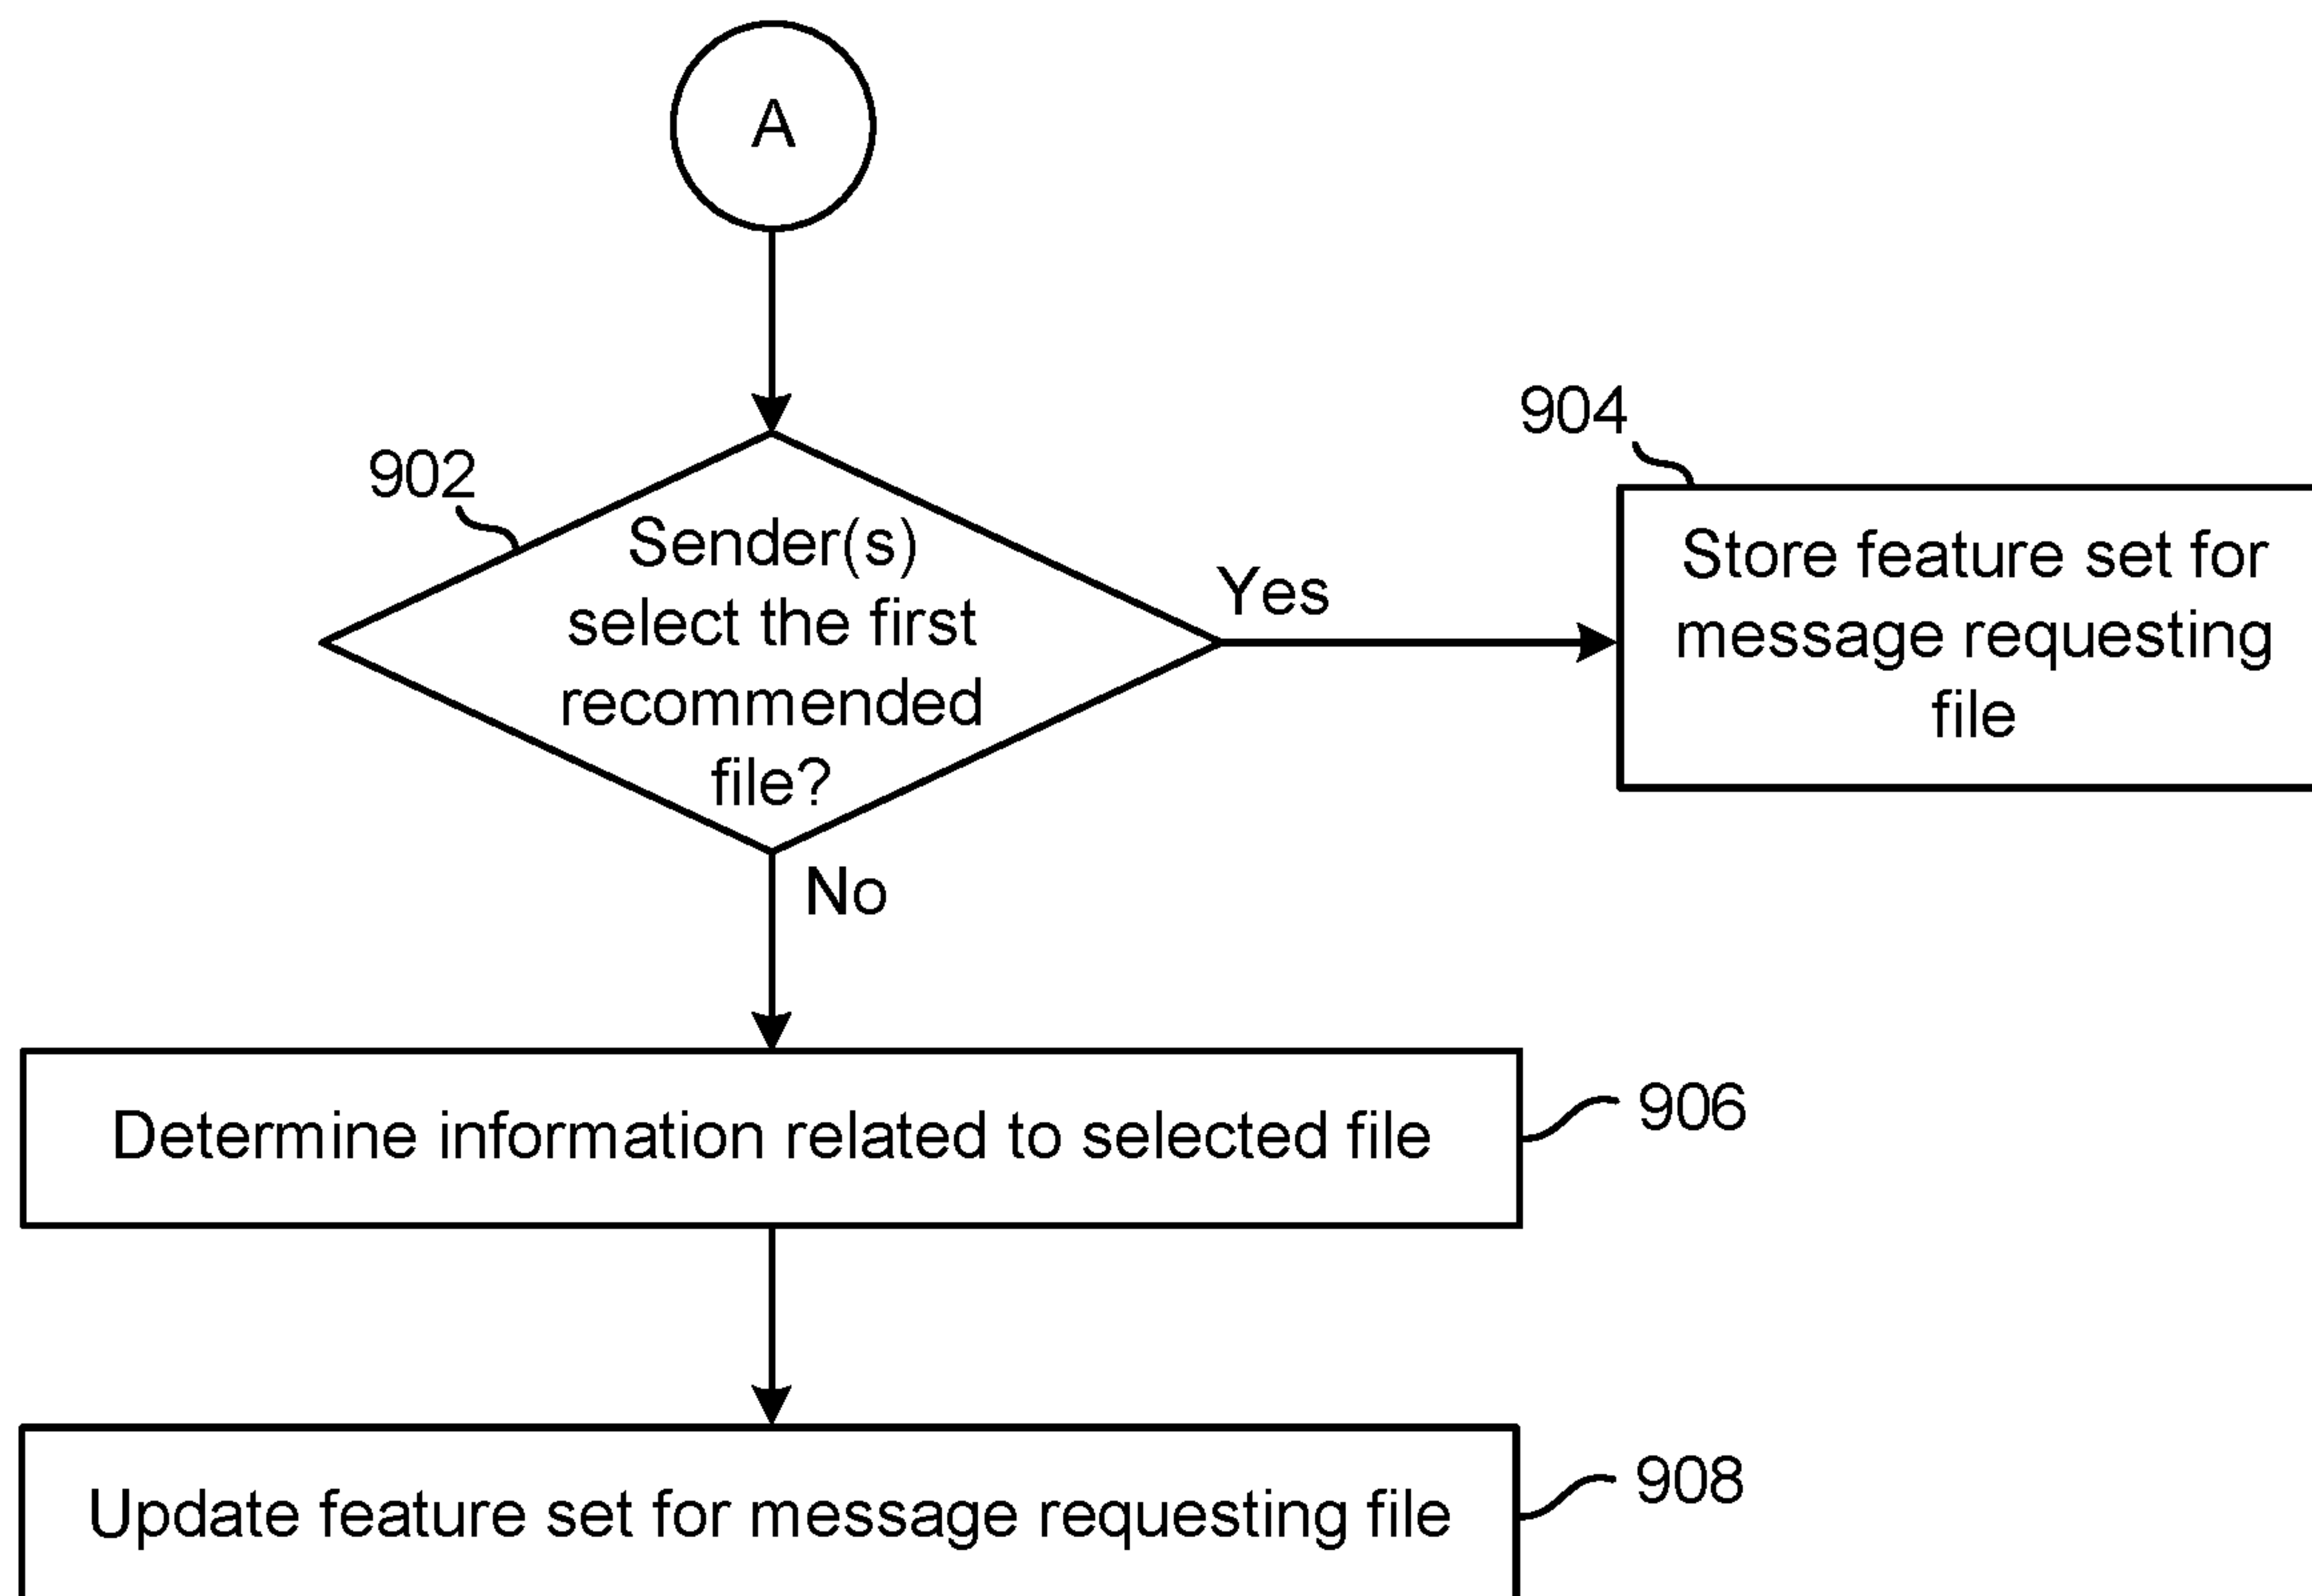 A
902
Sender(s)
select the first
recommended
file?
Yes
904
Store feature set for
message requesting
file
No
Determine information related to selected file
906
Update feature set for message requesting file
908